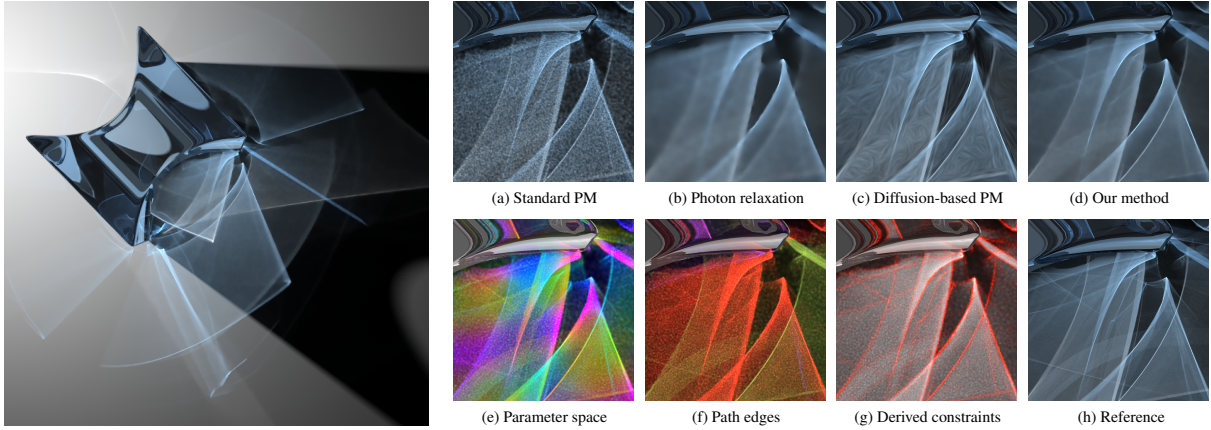 (a) Standard PM
(b) Photon relaxation
(c) Diffusion-based PM
(d) Our method
(e) Parameter space
(f) Path edges
(g) Derived constraints
(h) Reference